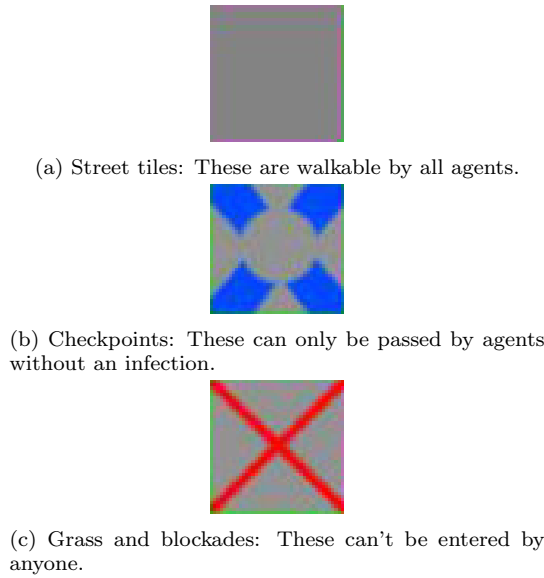 (a) Street tiles: These are walkable by all agents.
(b) Checkpoints: These can only be passed by agents
without an infection.
(c) Grass and blockades: These can't be entered by
anyone.